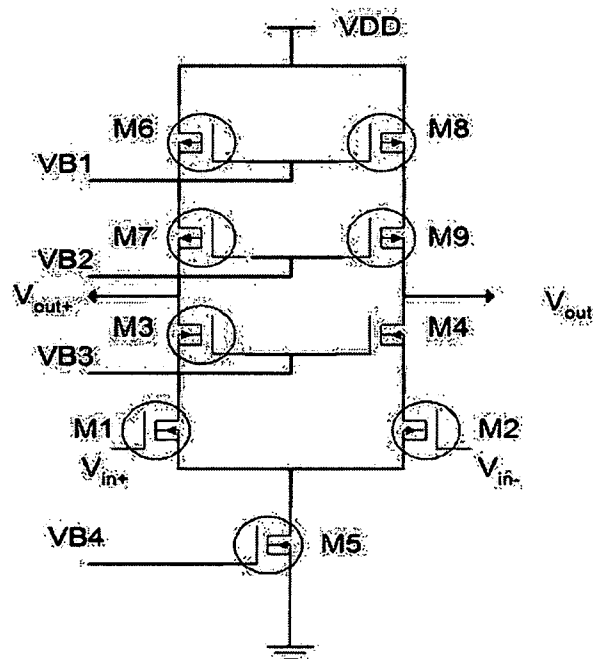 VDD
M6 M8
VB1
M7 M9
VB2
Vout+ Vout
M3 M4
VB3
M1 M2
Vin+ Vin-
VB4 M5